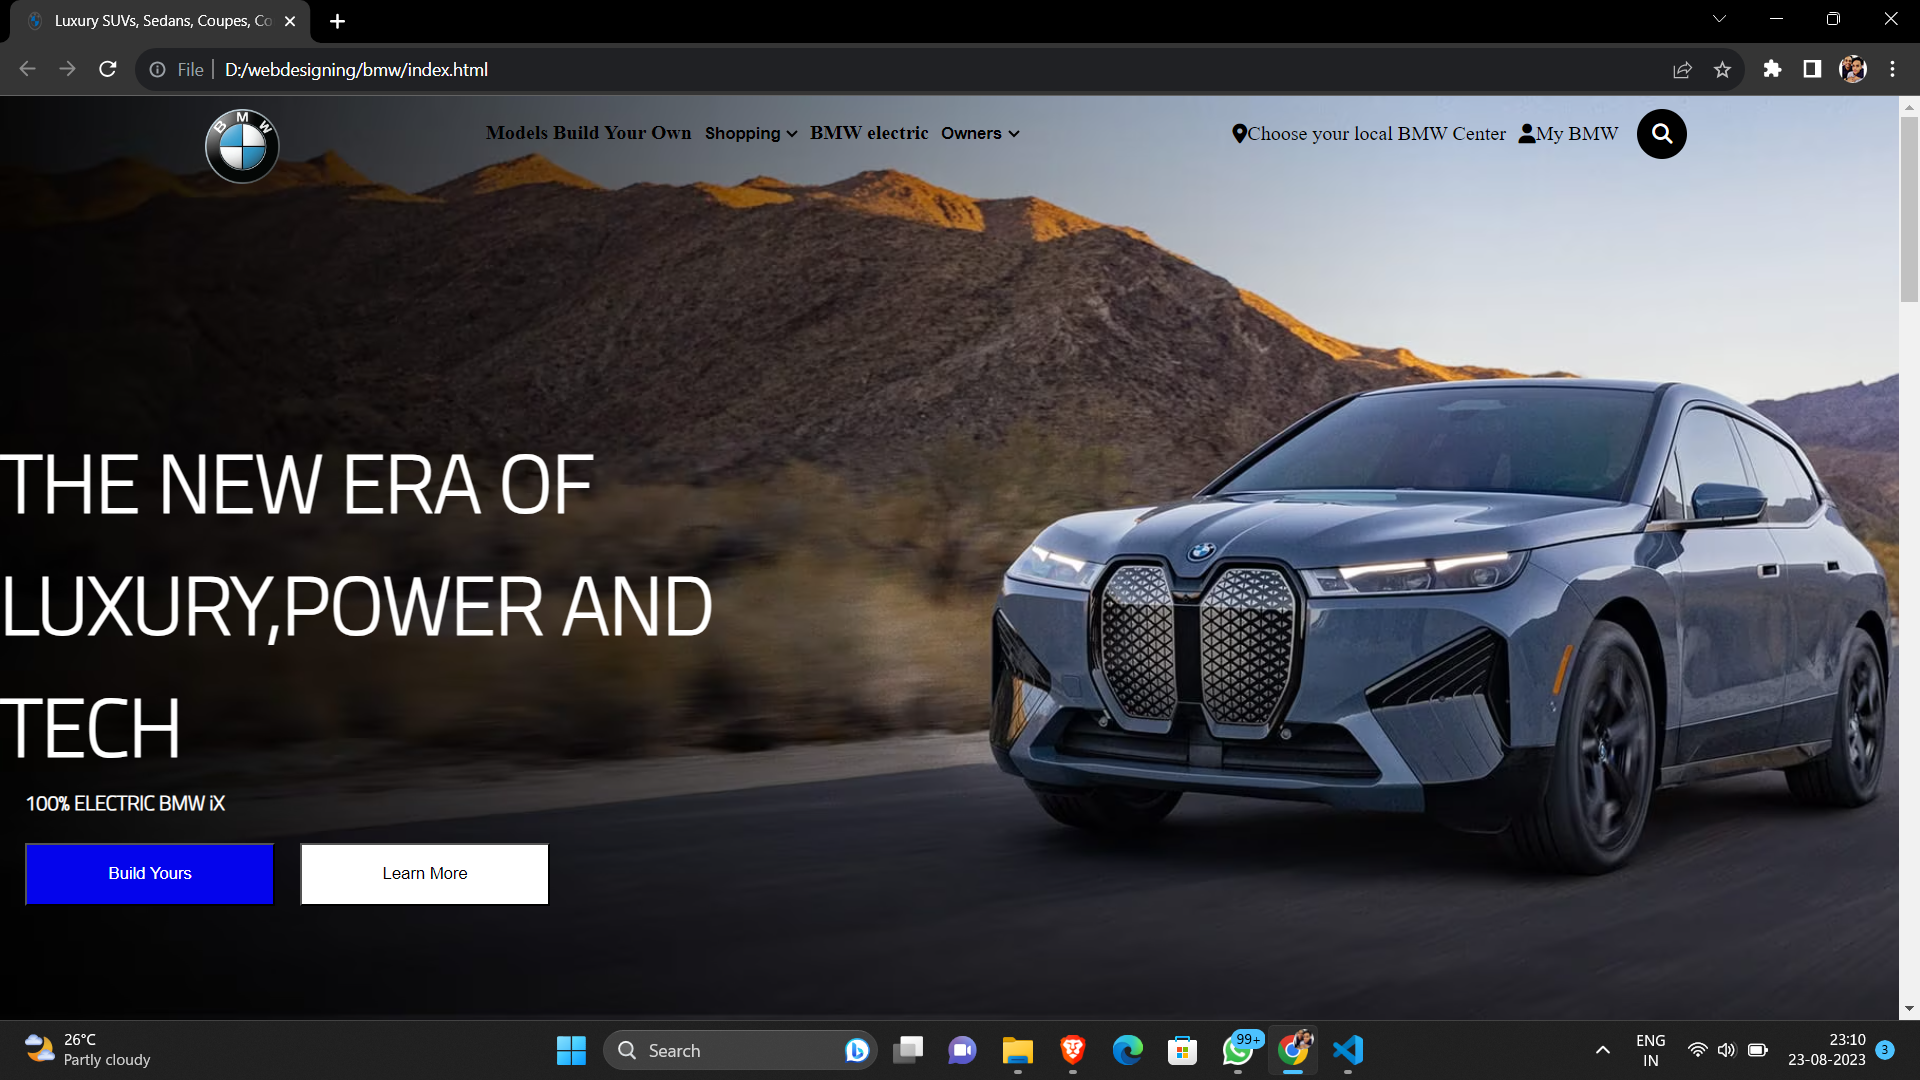 Luxury SUVs, Sedans, Coupes, Co
File
D:/webdesigning/bmw/index.html
BMW
Models Build Your Own Shopping BMW electric Owners
Choose your local BMW Center My BMW
THE NEW ERA OF
LUXURY,POWER AND
TECH
100% ELECTRIC BMW iX
Build Yours
Learn More
26°C
Partly cloudy
Search
99+
ENG
IN
23:10
23-08-2023
3